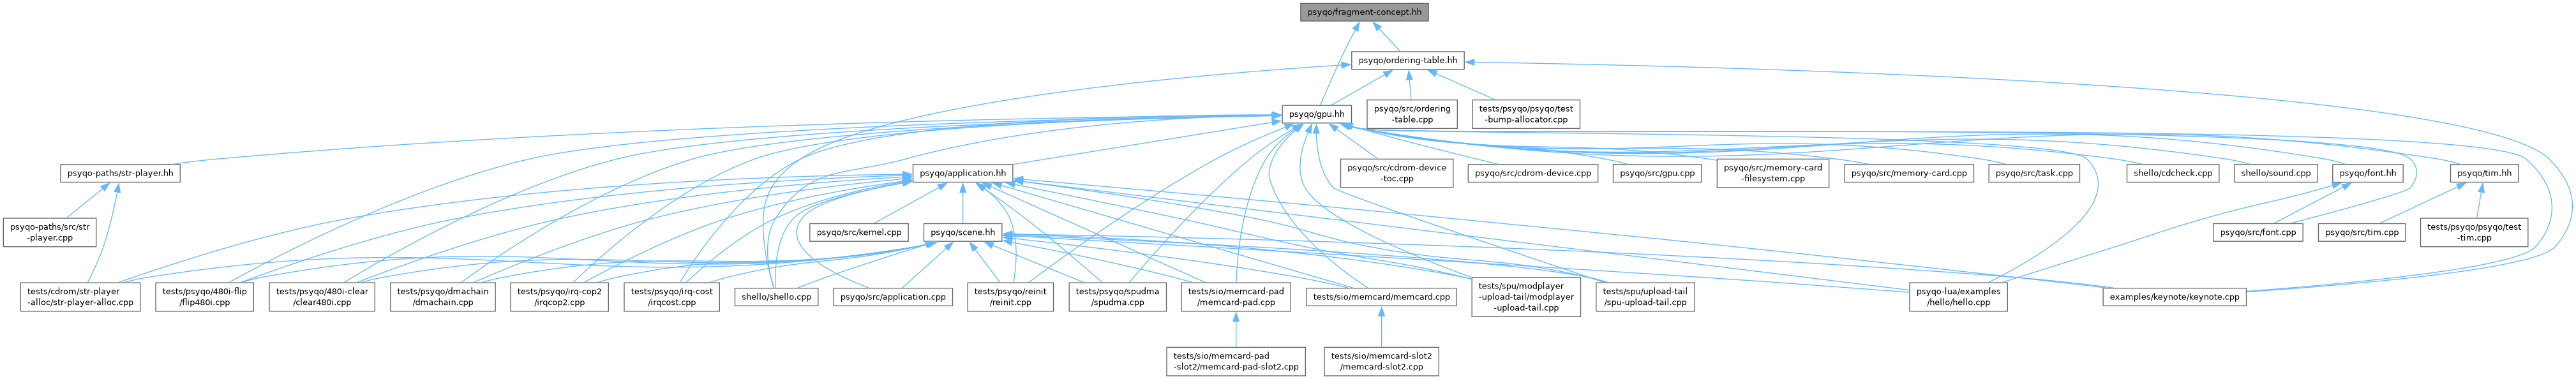 psyqo/fragment-concept.hh
psyqo/ordering-table.hh
psyqo/gpu.hh
psyqo/src/ordering
-table.cpp
tests/psyqo/psyqo/test
-bump-allocator.cpp
psyqo-paths/str-player.hh
psyqo/application.hh
psyqo/src/cdrom-device
-toc.cpp
psyqo/src/cdrom-device.cpp
psyqo/src/gpu.cpp
psyqo/src/memory-card
-filesystem.cpp
psyqo/src/memory-card.cpp
psyqo/src/task.cpp
shello/cdcheck.cpp
shello/sound.cpp
psyqo/font.hh
psyqo/tim.hh
psyqo-paths/src/str
-player.cpp
psyqo/src/kernel.cpp
psyqo/scene.hh
psyqo/src/font.cpp
psyqo/src/tim.cpp
tests/psyqo/psyqo/test
-tim.cpp
tests/cdrom/str-player
-alloc/str-player-alloc.cpp
tests/psyqo/480i-flip
/flip480i.cpp
tests/psyqo/480i-clear
/clear480i.cpp
tests/psyqo/dmachain
/dmachain.cpp
tests/psyqo/irq-cop2
/irqcop2.cpp
tests/psyqo/irq-cost
/irqcost.cpp
shello/shello.cpp
psyqo/src/application.cpp
tests/psyqo/reinit
/reinit.cpp
tests/psyqo/spudma
/spudma.cpp
tests/sio/memcard-pad
/memcard-pad.cpp
tests/sio/memcard/memcard.cpp
tests/spu/modplayer
-upload-tail/modplayer
-upload-tail.cpp
tests/spu/upload-tail
/spu-upload-tail.cpp
psyqo-lua/examples
/hello/hello.cpp
examples/keynote/keynote.cpp
tests/sio/memcard-pad
-slot2/memcard-pad-slot2.cpp
tests/sio/memcard-slot2
/memcard-slot2.cpp